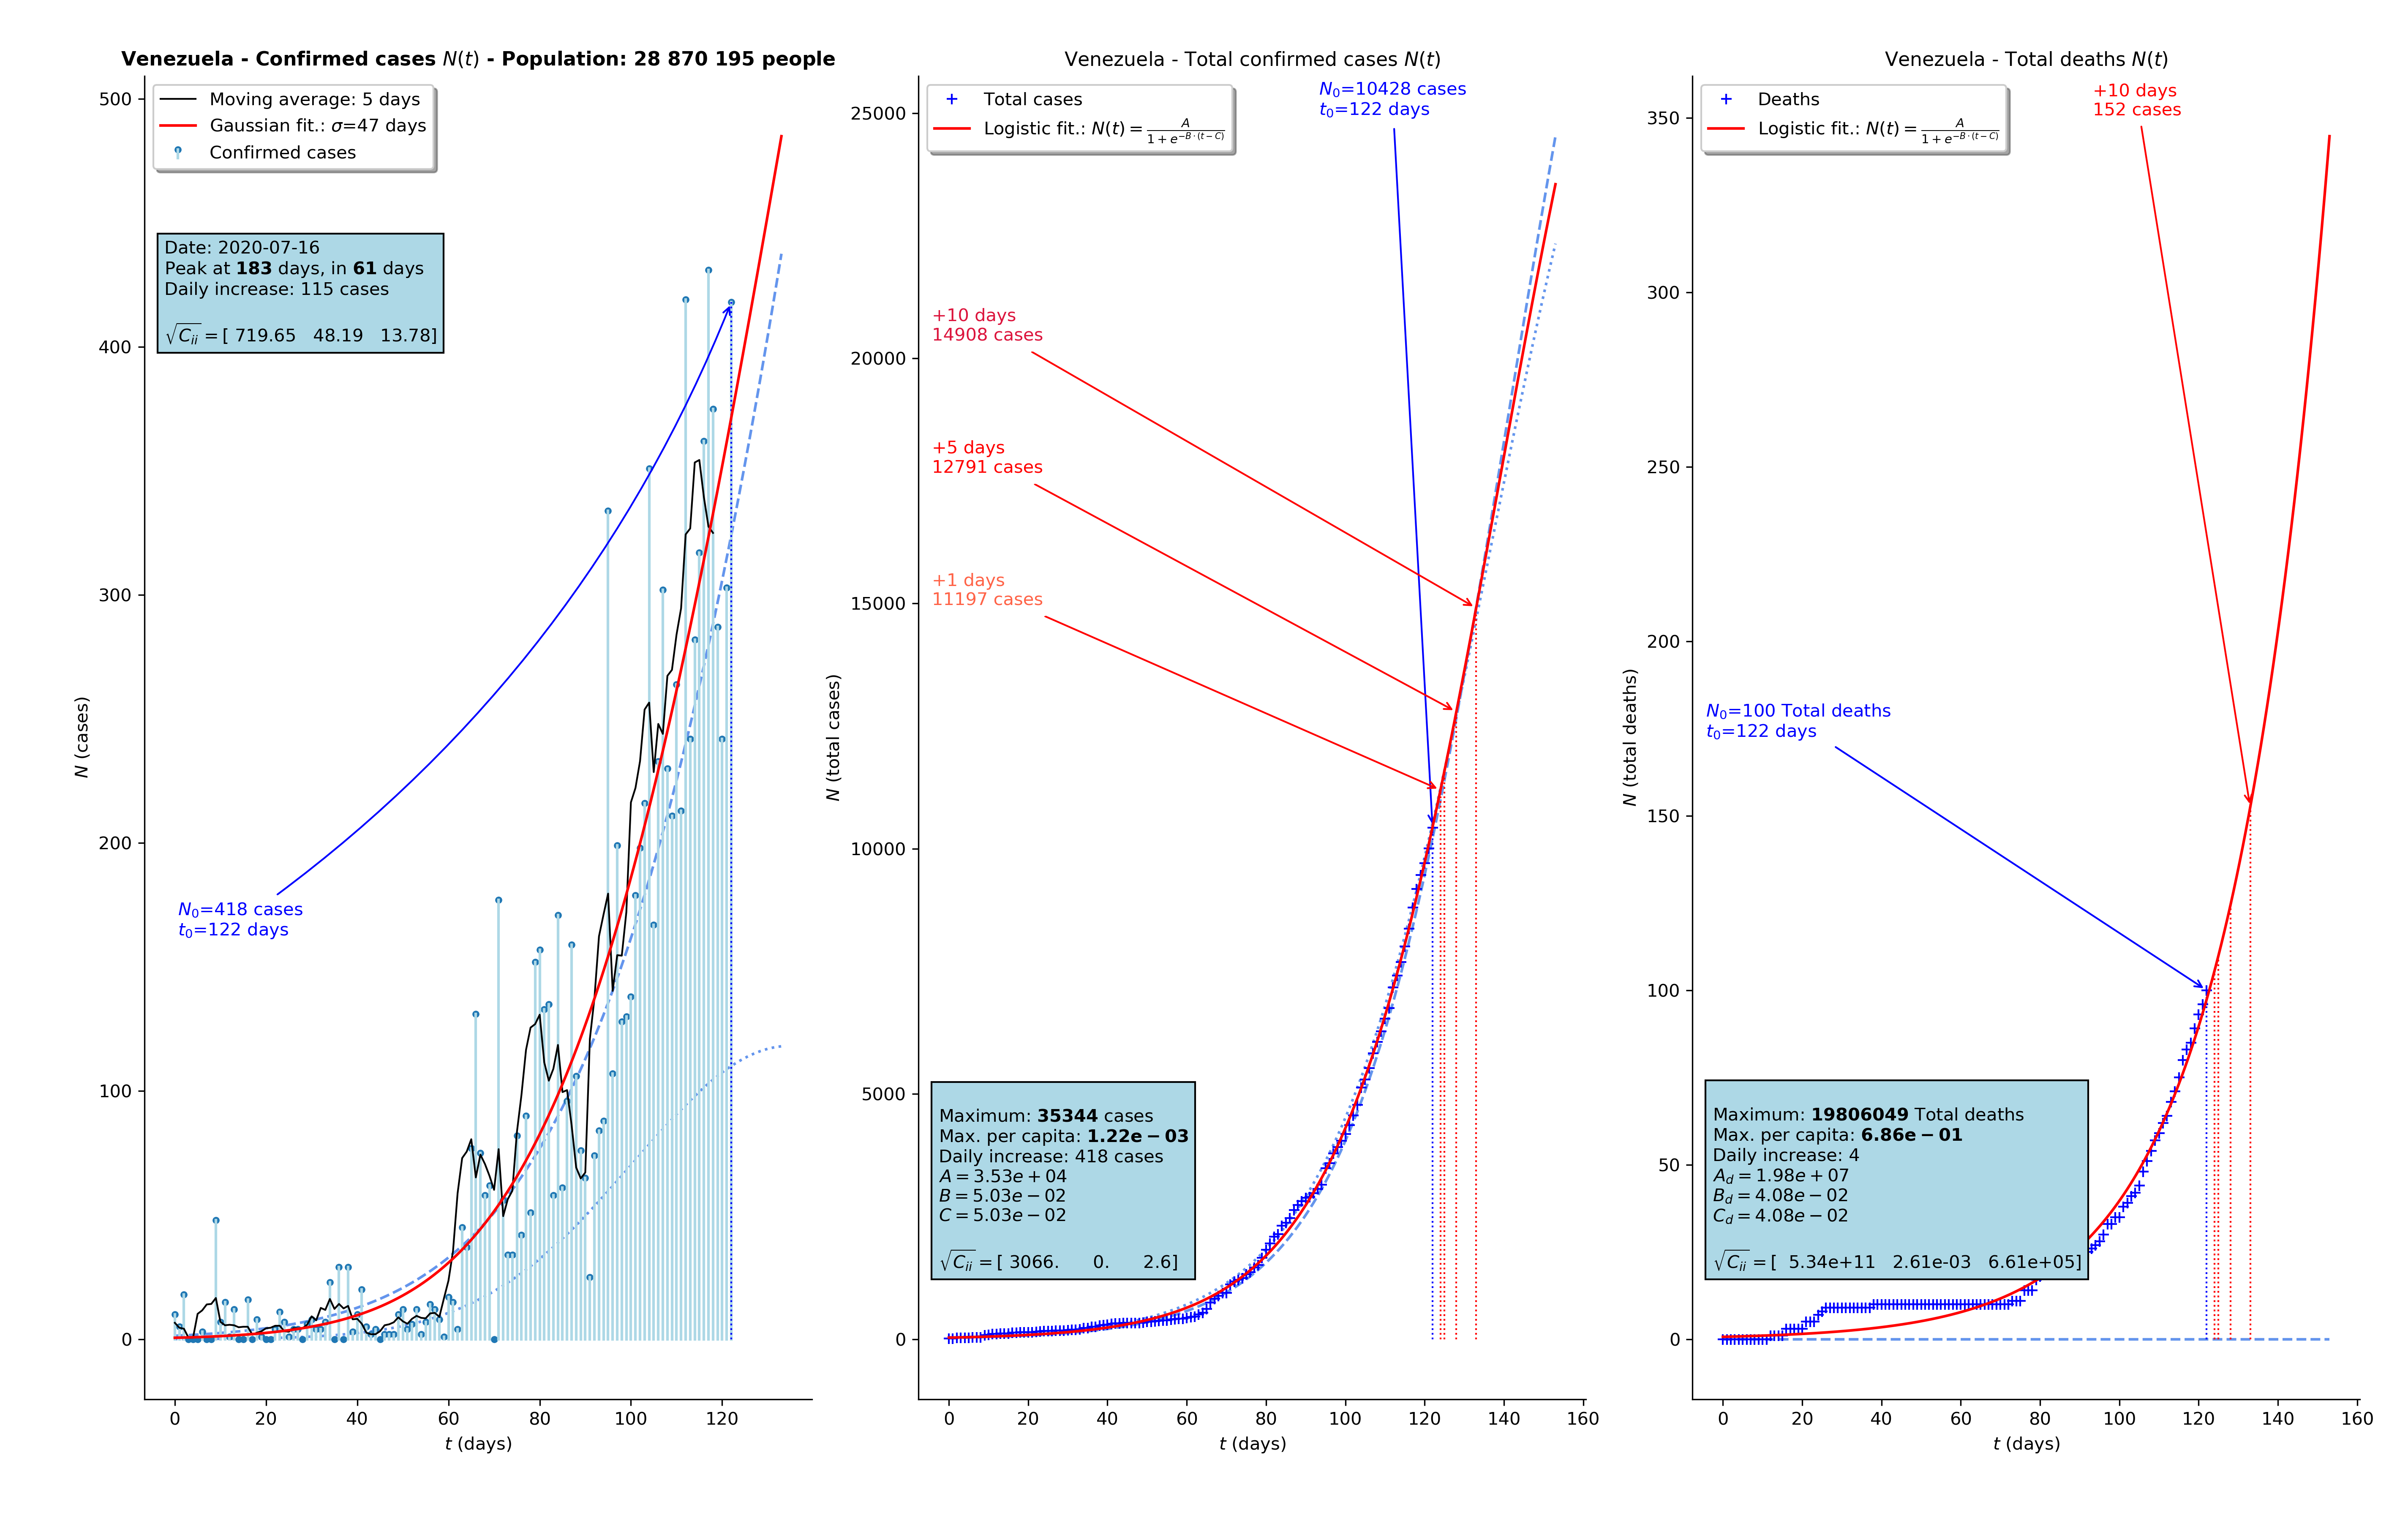 Venezuela - Confirmed cases N(t) - Population: 28 870 195 people
Moving average: 5 days
Gaussian fit.: σ=47 days
Confirmed cases
Date: 2020-07-16
Peak at 183 days, in 61 days
Daily increase: 115 cases
√Cᵢᵢ = [ 719.65 48.19 13.78]
N₀=418 cases
t₀=122 days
500
400
300
200
100
0
N (cases)
0 20 40 60 80 100 120
t (days)
Venezuela - Total confirmed cases N(t)
Total cases
Logistic fit.: N(t) = A / (1 + e^(−B·(t−C)))
N₀=10428 cases
t₀=122 days
+10 days
14908 cases
+5 days
12791 cases
+1 days
11197 cases
Maximum: 35344 cases
Max. per capita: 1.22e − 03
Daily increase: 418 cases
A = 3.53e + 04
B = 5.03e − 02
C = 5.03e − 02
√Cᵢᵢ = [ 3066. 0. 2.6]
25000
20000
15000
10000
5000
0
N (total cases)
0 20 40 60 80 100 120 140 160
t (days)
Venezuela - Total deaths N(t)
Deaths
Logistic fit.: N(t) = A / (1 + e^(−B·(t−C)))
+10 days
152 cases
N₀=100 Total deaths
t₀=122 days
Maximum: 19806049 Total deaths
Max. per capita: 6.86e − 01
Daily increase: 4
A_d = 1.98e + 07
B_d = 4.08e − 02
C_d = 4.08e − 02
√Cᵢᵢ = [ 5.34e+11 2.61e-03 6.61e+05]
350
300
250
200
150
100
50
0
N (total deaths)
0 20 40 60 80 100 120 140 160
t (days)